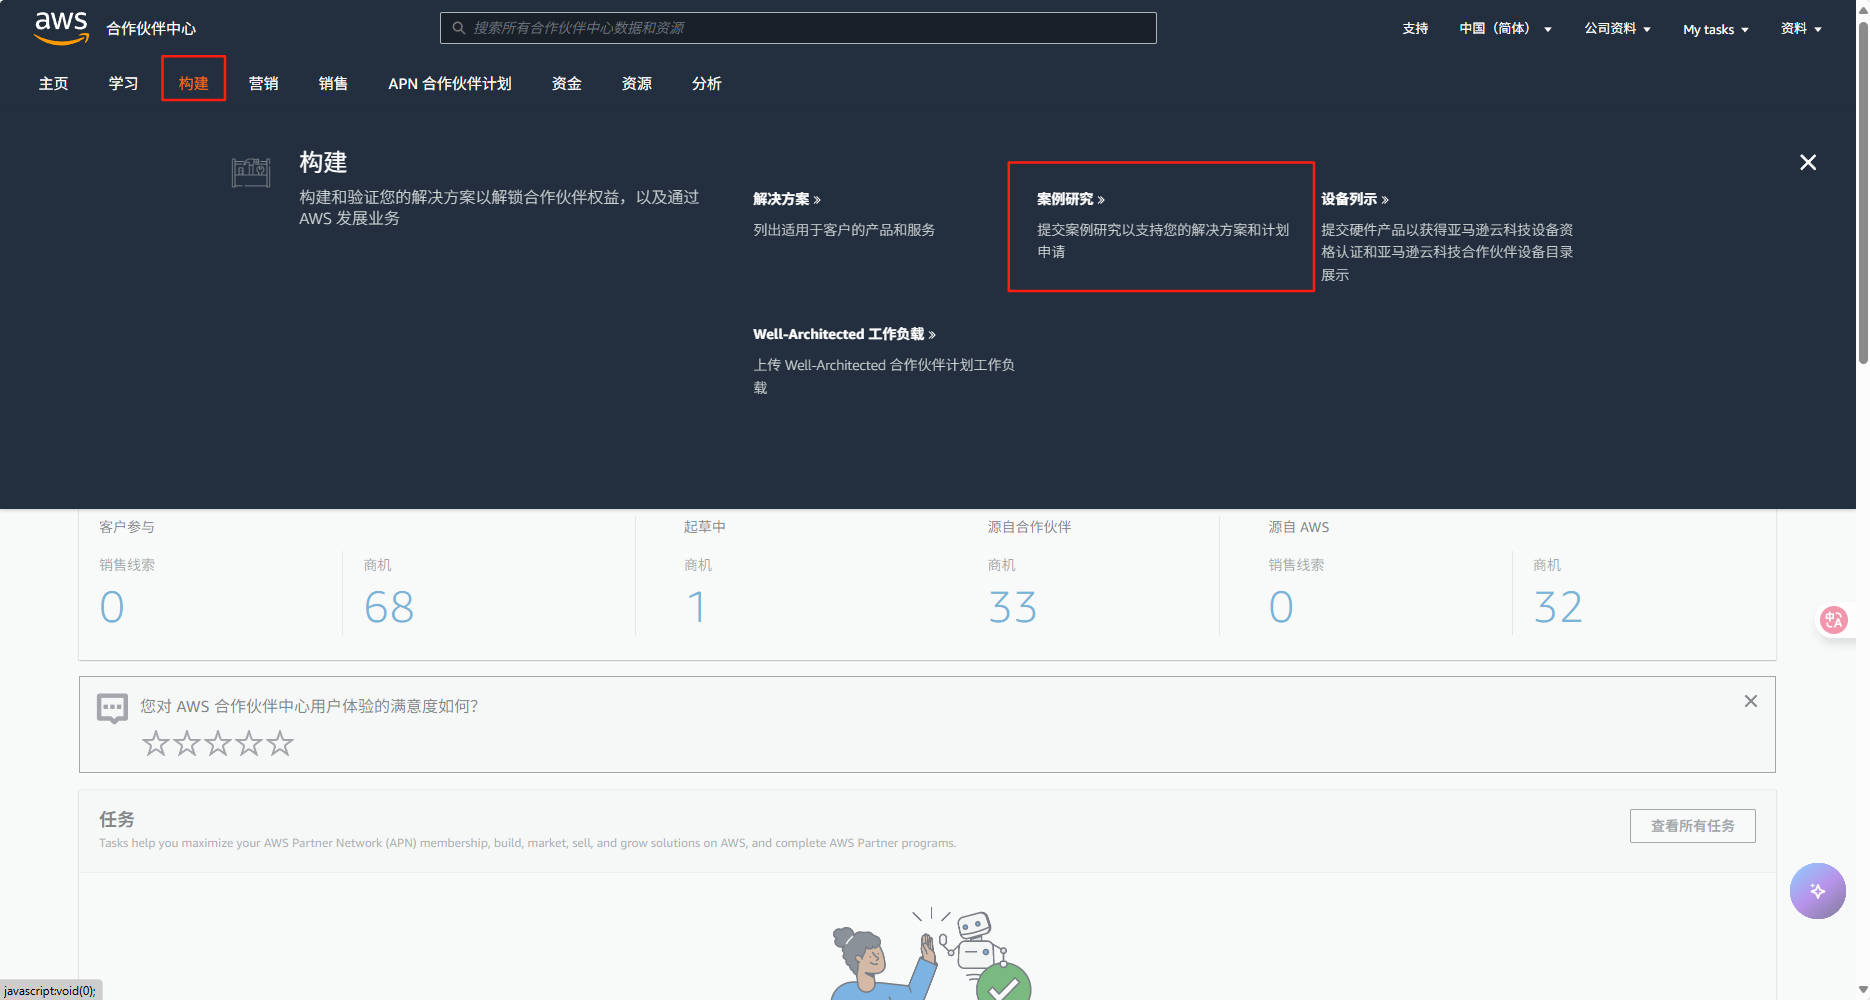 aws
合作伙伴中心
搜索所有合作伙伴中心数据和资源
支持
中国（简体）
公司资料
My tasks
资料
主页
学习
构建
营销
销售
APN 合作伙伴计划
资金
资源
分析
构建
构建和验证您的解决方案以解锁合作伙伴权益，以及通过
AWS 发展业务
解决方案 »
列出适用于客户的产品和服务
案例研究 »
提交案例研究以支持您的解决方案和计划
申请
设备列示 »
提交硬件产品以获得亚马逊云科技设备资
格认证和亚马逊云科技合作伙伴设备目录
展示
Well-Architected 工作负载 »
上传 Well-Architected 合作伙伴计划工作负
载
客户参与
销售线索
0
商机
68
起草中
商机
1
源自合作伙伴
商机
33
源自 AWS
销售线索
0
商机
32
中
A
您对 AWS 合作伙伴中心用户体验的满意度如何？
任务
Tasks help you maximize your AWS Partner Network (APN) membership, build, market, sell, and grow solutions on AWS, and complete AWS Partner programs.
查看所有任务
javascript:void(0);